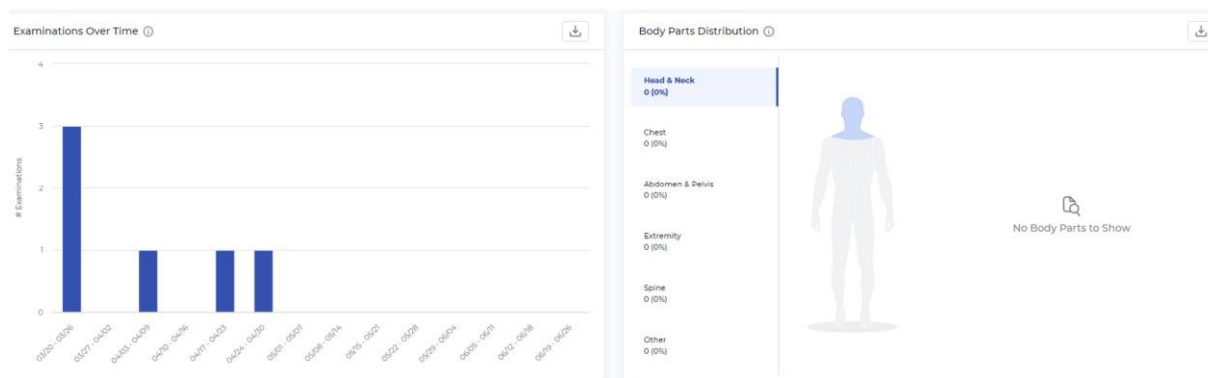 Examinations Over Time
4
3
2
1
0
# Examinations
03/20 - 03/26
03/27 - 04/02
04/03 - 04/09
04/10 - 04/16
04/17 - 04/23
04/24 - 04/30
05/01 - 05/07
05/08 - 05/14
05/15 - 05/21
05/22 - 05/28
05/29 - 06/04
06/05 - 06/11
06/12 - 06/18
06/19 - 06/26
Body Parts Distribution
Head & Neck
0 (0%)
Chest
0 (0%)
Abdomen & Pelvis
0 (0%)
Extremity
0 (0%)
Spine
0 (0%)
Other
0 (0%)
No Body Parts to Show